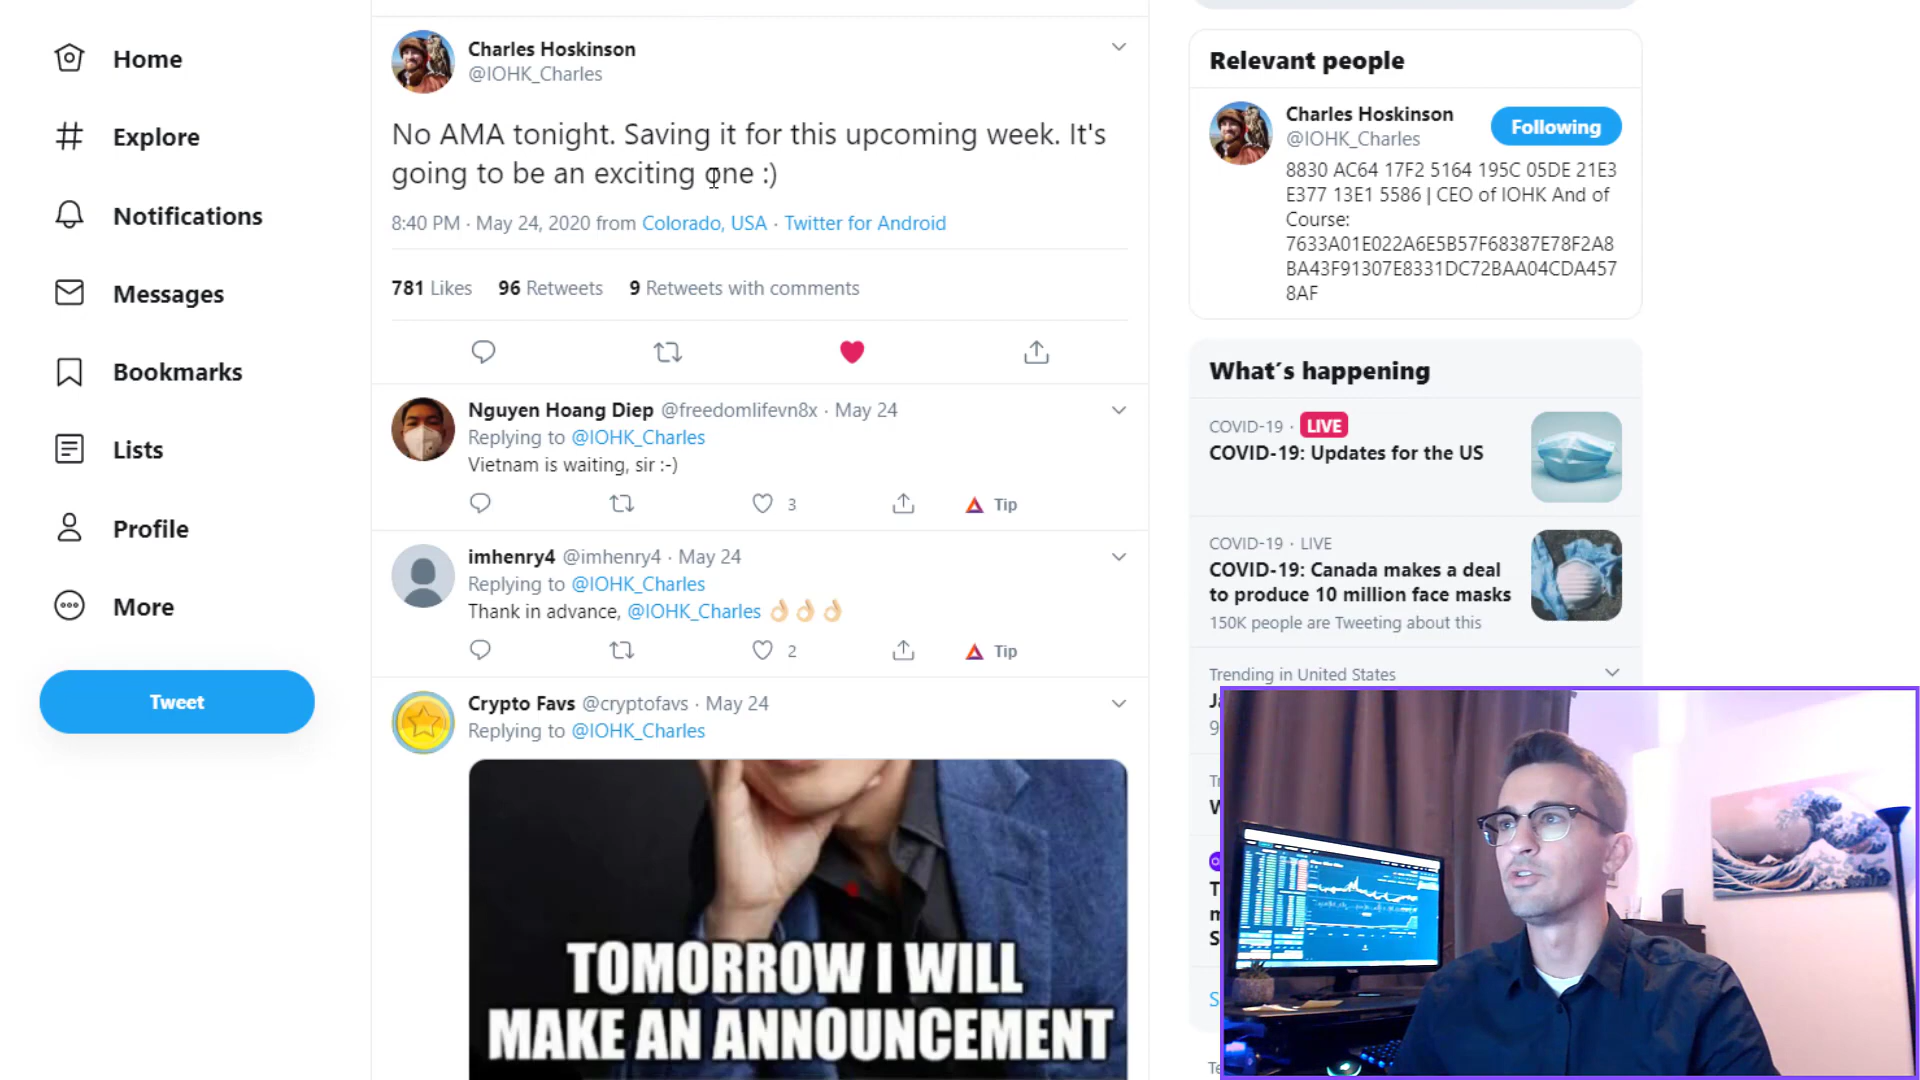 Home
Explore
Notifications
Messages
Bookmarks
Lists
Profile
More
Tweet
Charles Hoskinson
@IOHK_Charles
No AMA tonight. Saving it for this upcoming week. It's
going to be an exciting one :)
8:40 PM · May 24, 2020 from Colorado, USA · Twitter for Android
781 Likes 96 Retweets 9 Retweets with comments
Nguyen Hoang Diep @freedomlifevn8x · May 24
Replying to @IOHK_Charles
Vietnam is waiting, sir :-)
3
Tip
imhenry4 @imhenry4 · May 24
Replying to @IOHK_Charles
Thank in advance, @IOHK_Charles 👌🏻👌🏻👌🏻
2
Tip
Crypto Favs @cryptofavs · May 24
Replying to @IOHK_Charles
TOMORROW I WILL
MAKE AN ANNOUNCEMENT
Relevant people
Charles Hoskinson
@IOHK_Charles
Following
8830 AC64 17F2 5164 195C 05DE 21E3
E377 13E1 5586 | CEO of IOHK And of
Course:
7633A01E022A6E5B57F68387E78F2A8
BA43F91307E8331DC72BAA04CDA457
8AF
What´s happening
COVID-19 · LIVE
COVID-19: Updates for the US
COVID-19 · LIVE
COVID-19: Canada makes a deal
to produce 10 million face masks
150K people are Tweeting about this
Trending in United States